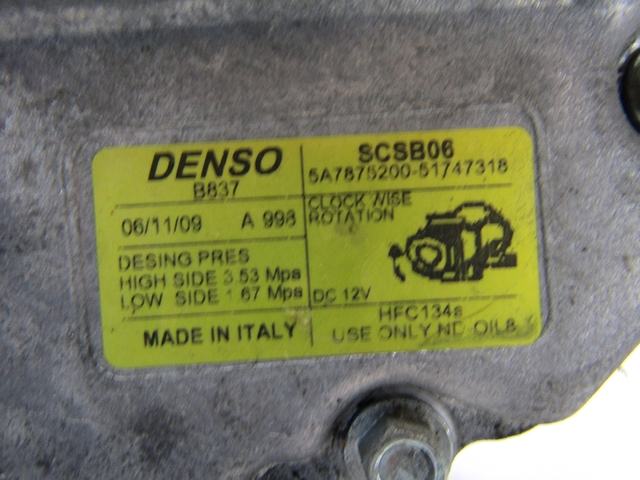 DENSO
B837
06/11/09 A 998
DESING PRES
HIGH SIDE 3.53 Mpa
LOW SIDE 1.67 Mpa
MADE IN ITALY
SCSB06
5A7875200-51747318
CLOCK WISE
ROTATION
DC 12V
HFC134a
USE ONLY ND-OIL8